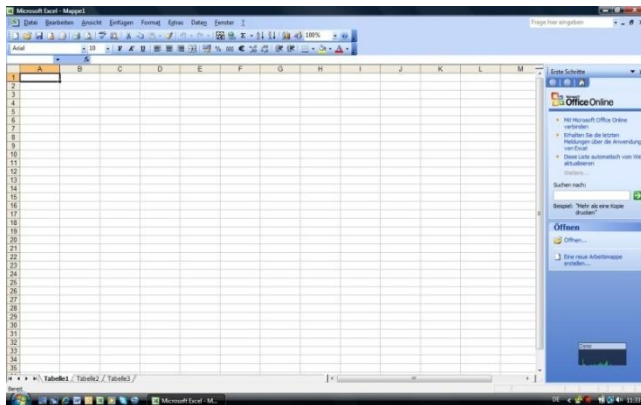 Microsoft Excel - Mappe1
Datei Bearbeiten Ansicht Einfügen Format Extras Daten Fenster ?
Frage hier eingeben
100%
Arial 10 F K U
A B C D E F G H I J K L M
1
2
3
4
5
6
7
8
9
10
11
12
13
14
15
16
17
18
19
20
21
22
23
24
25
26
27
28
29
30
31
32
33
34
35
Erste Schritte
Office Online
Mit Microsoft Office Online
verbinden
Erhalten Sie die letzten
Meldungen über die Anwendung
von Excel
Diese Liste automatisch vom We
aktualisieren
Weitere...
Suchen nach:
Beispiel: "Mehr als eine Kopie
drucken"
Öffnen
Öffnen...
Eine neue Arbeitsmappe
erstellen...
Tabelle1 / Tabelle2 / Tabelle3
Bereit
Microsoft Excel - M...
DE